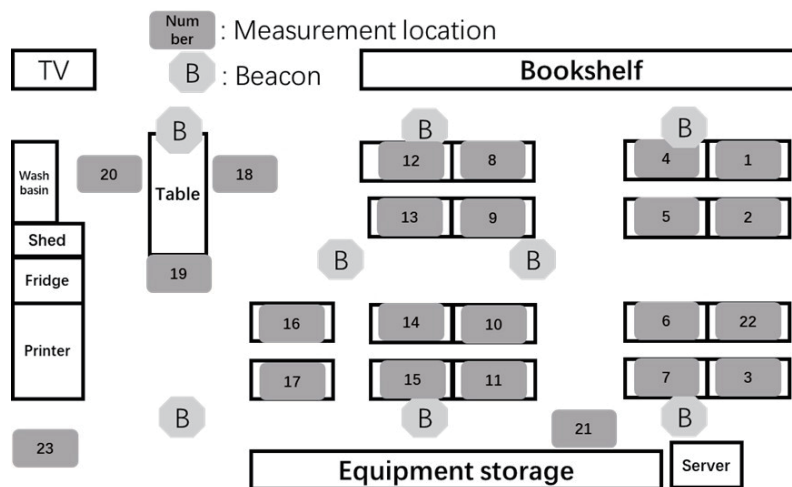 Num
ber
: Measurement location
B : Beacon
TV
Bookshelf
B
B
B
Wash
basin
20
Table
18
12
8
4
1
13
9
5
2
Shed
Fridge
19
B
B
Printer
16
14
10
6
22
17
15
11
7
3
B
B
B
23
21
Equipment storage
Server